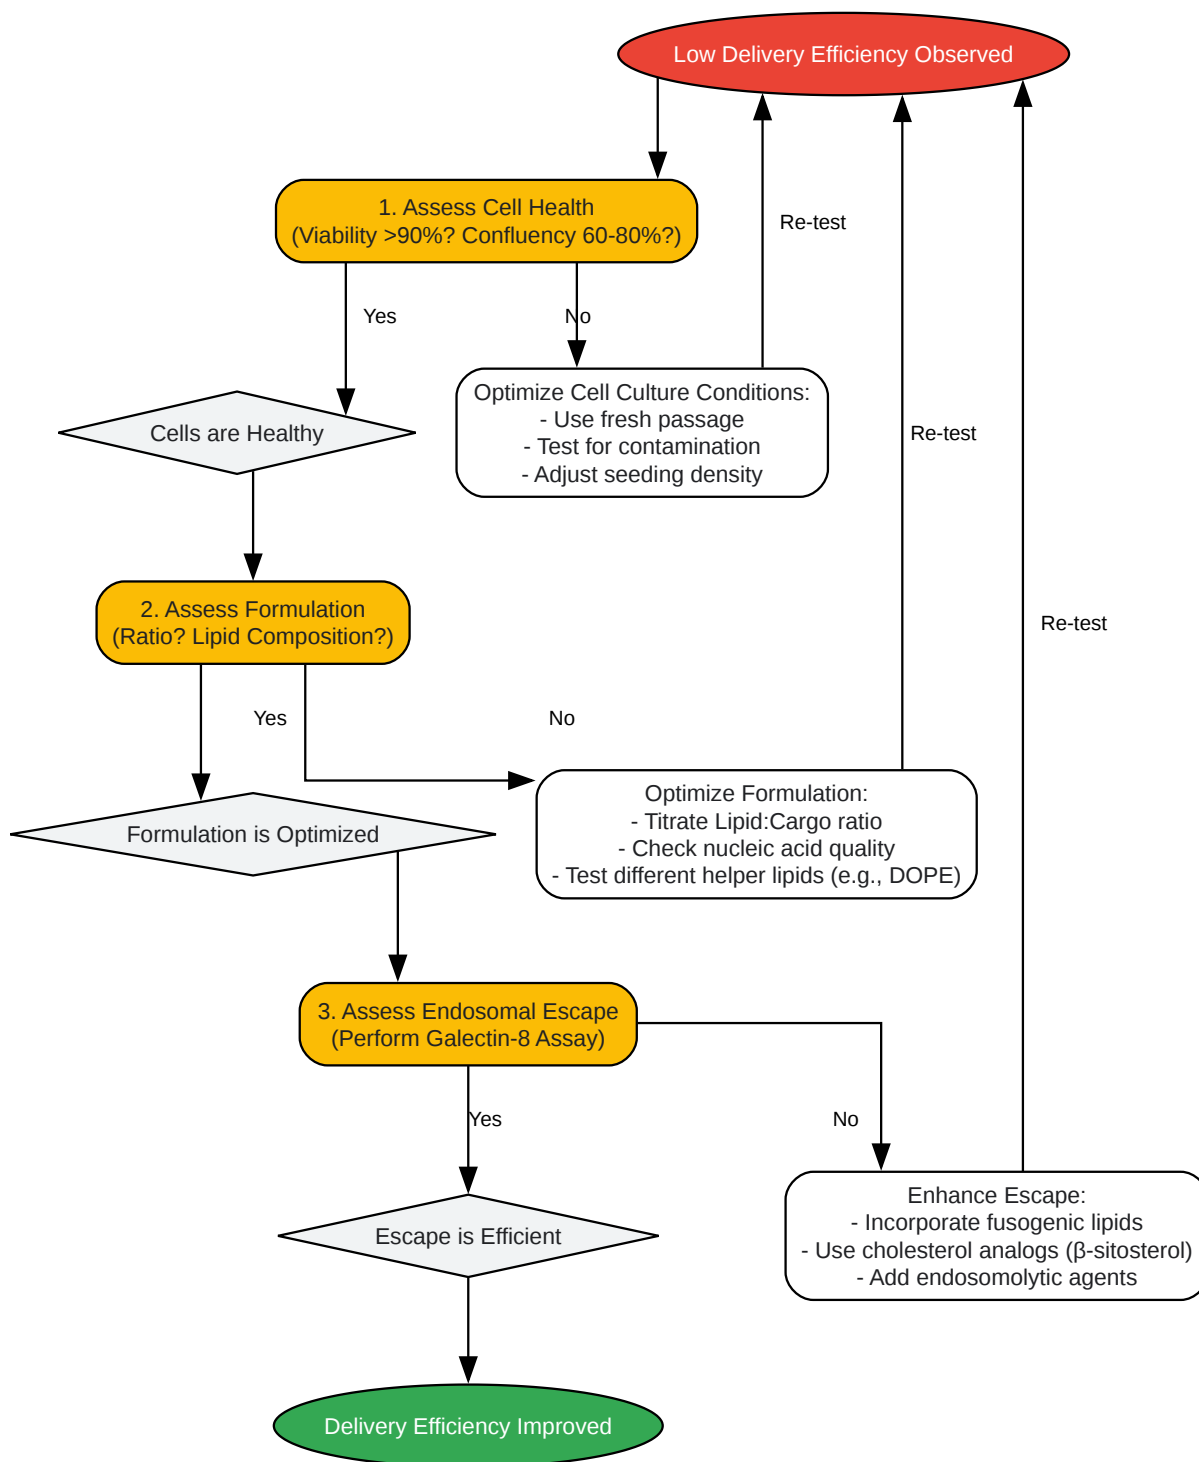 Low Delivery Efficiency Observed
1. Assess Cell Health
(Viability >90%? Confluency 60-80%?)
Re-test
Yes
No
Optimize Cell Culture Conditions:
- Use fresh passage
- Test for contamination
- Adjust seeding density
Cells are Healthy
Re-test
2. Assess Formulation
(Ratio? Lipid Composition?)
Re-test
Yes
No
Optimize Formulation:
- Titrate Lipid:Cargo ratio
- Check nucleic acid quality
- Test different helper lipids (e.g., DOPE)
Formulation is Optimized
3. Assess Endosomal Escape
(Perform Galectin-8 Assay)
Yes
No
Enhance Escape:
- Incorporate fusogenic lipids
- Use cholesterol analogs (β-sitosterol)
- Add endosomolytic agents
Escape is Efficient
Delivery Efficiency Improved